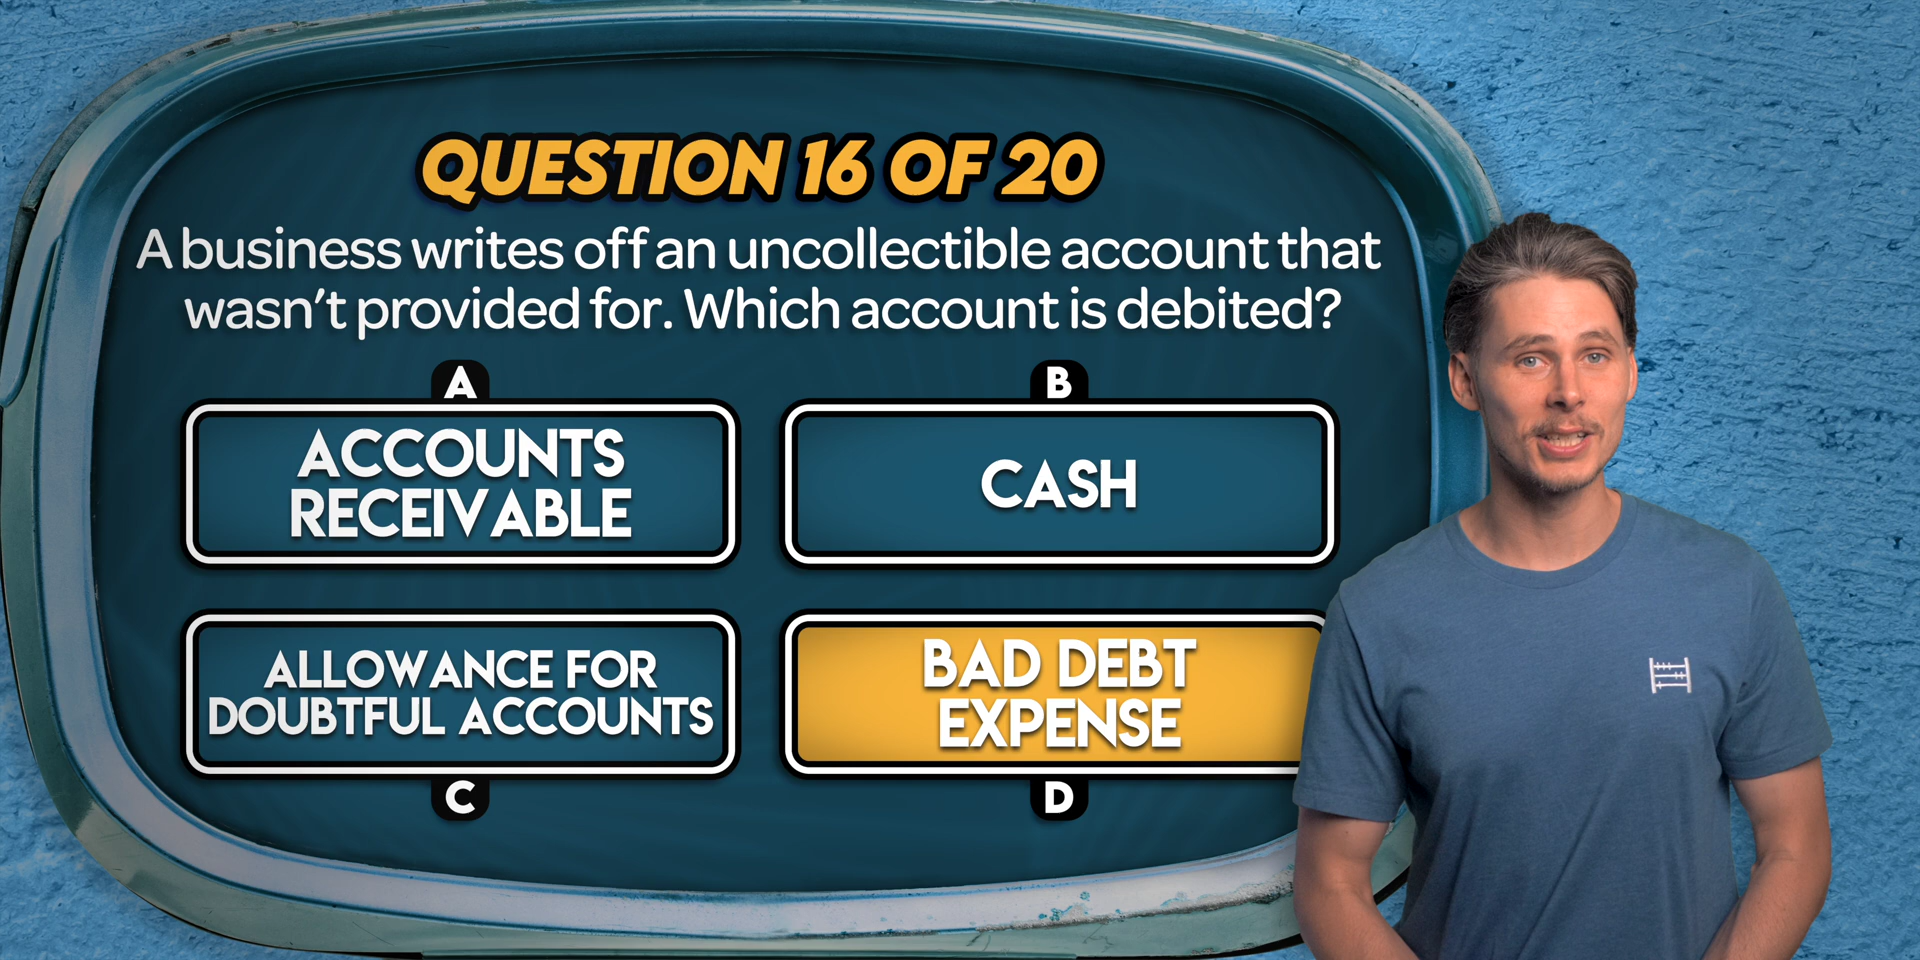 QUESTION 16 OF 20
A business writes off an uncollectible account that
wasn't provided for. Which account is debited?
A
ACCOUNTS
RECEIVABLE
B
CASH
C
ALLOWANCE FOR
DOUBTFUL ACCOUNTS
D
BAD DEBT
EXPENSE